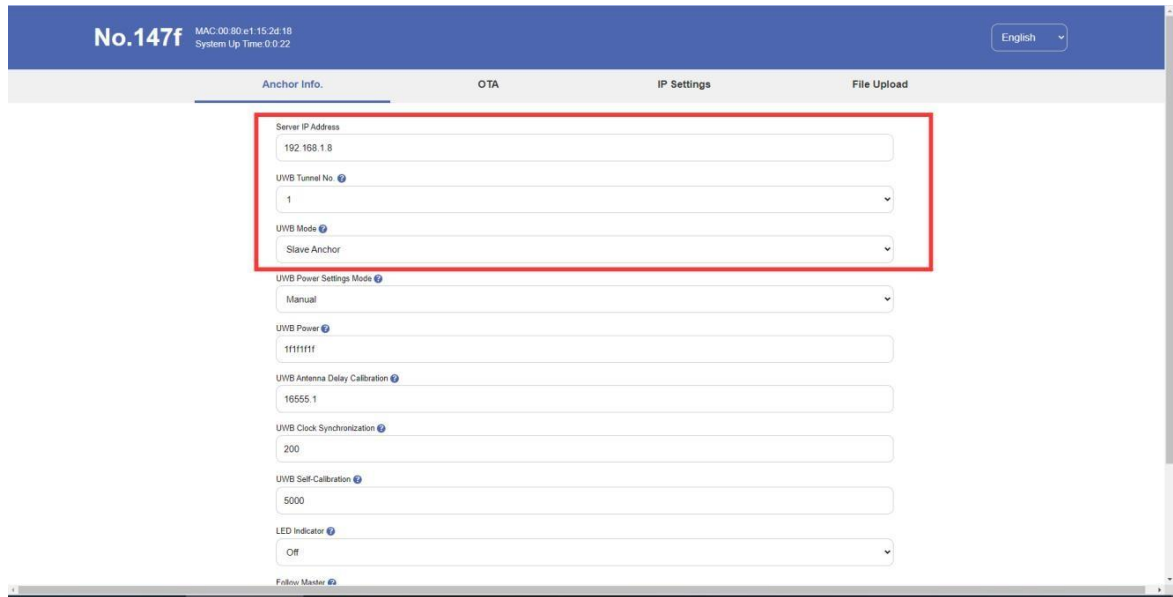 No.147f
MAC:00:80:e1:15:2d:18
System Up Time:0:0:22
English
Anchor Info. OTA IP Settings File Upload
Server IP Address
192.168.1.8
UWB Tunnel No.
1
UWB Mode
Slave Anchor
UWB Power Settings Mode
Manual
UWB Power
1f1f1f1f
UWB Antenna Delay Calibration
16555.1
UWB Clock Synchronization
200
UWB Self-Calibration
5000
LED Indicator
Off
Follow Master